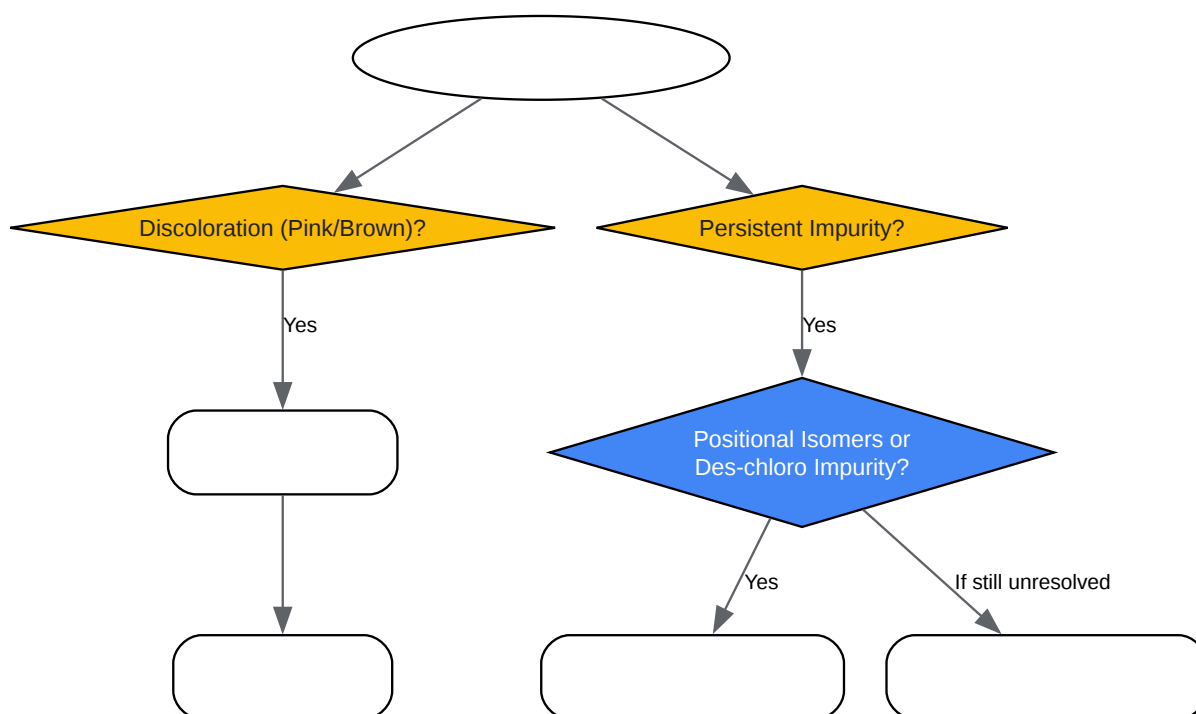 Discoloration (Pink/Brown)?
Persistent Impurity?
Yes
Yes
Positional Isomers or
Des-chloro Impurity?
Yes
If still unresolved